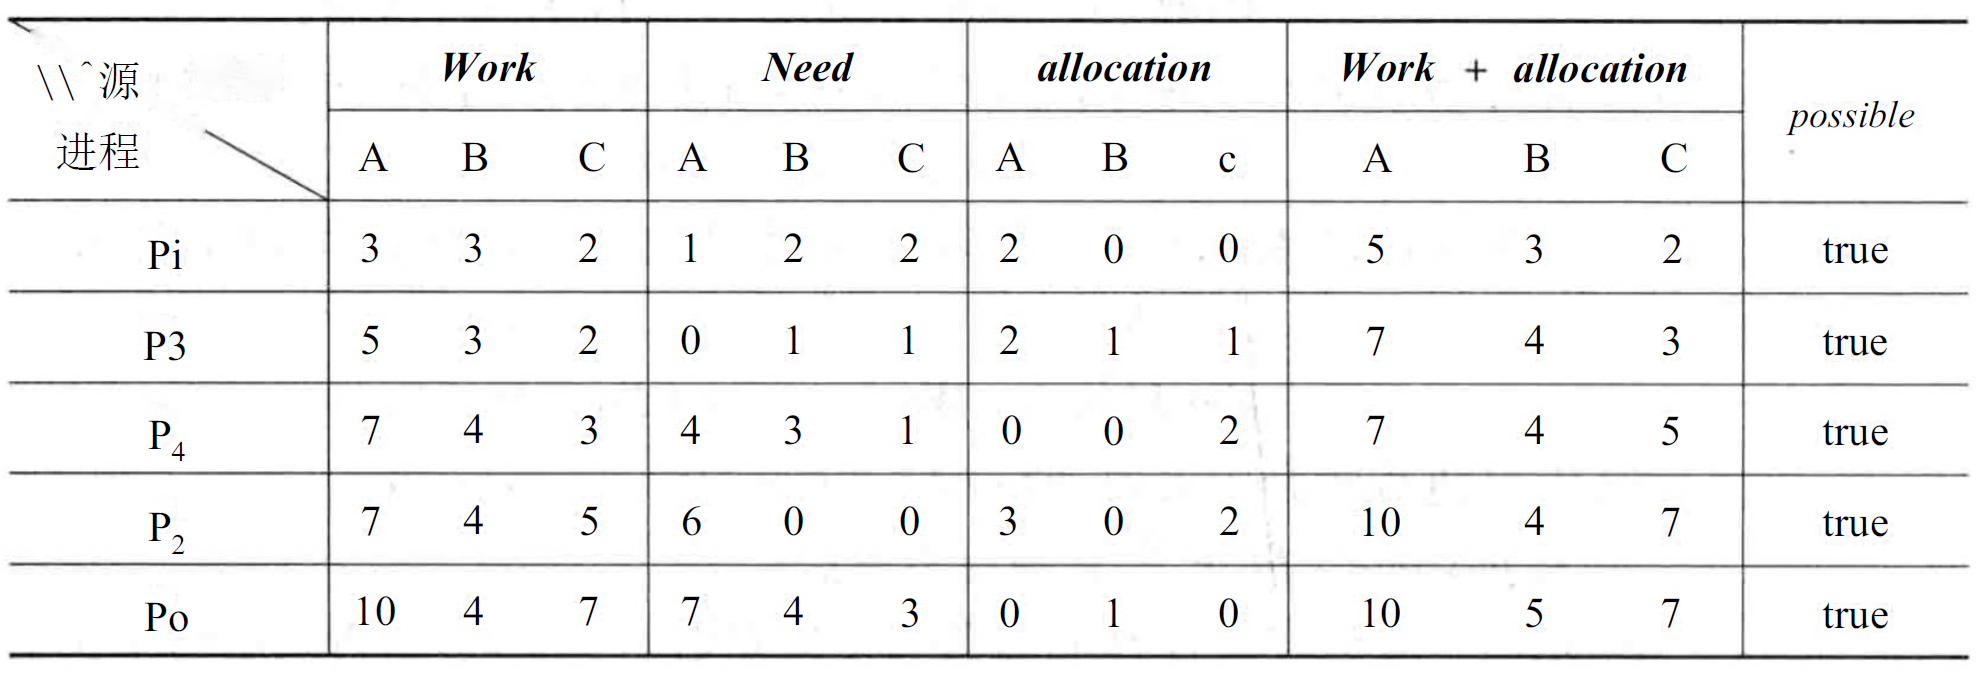 \\^源 Work Need allocation Work + allocation possible
进程 A B C A B C A B c A B C
Pi 3 3 2 1 2 2 2 0 0 5 3 2 true
P3 5 3 2 0 1 1 2 1 1 7 4 3 true
P4 7 4 3 4 3 1 0 0 2 7 4 5 true
P2 7 4 5 6 0 0 3 0 2 10 4 7 true
Po 10 4 7 7 4 3 0 1 0 10 5 7 true